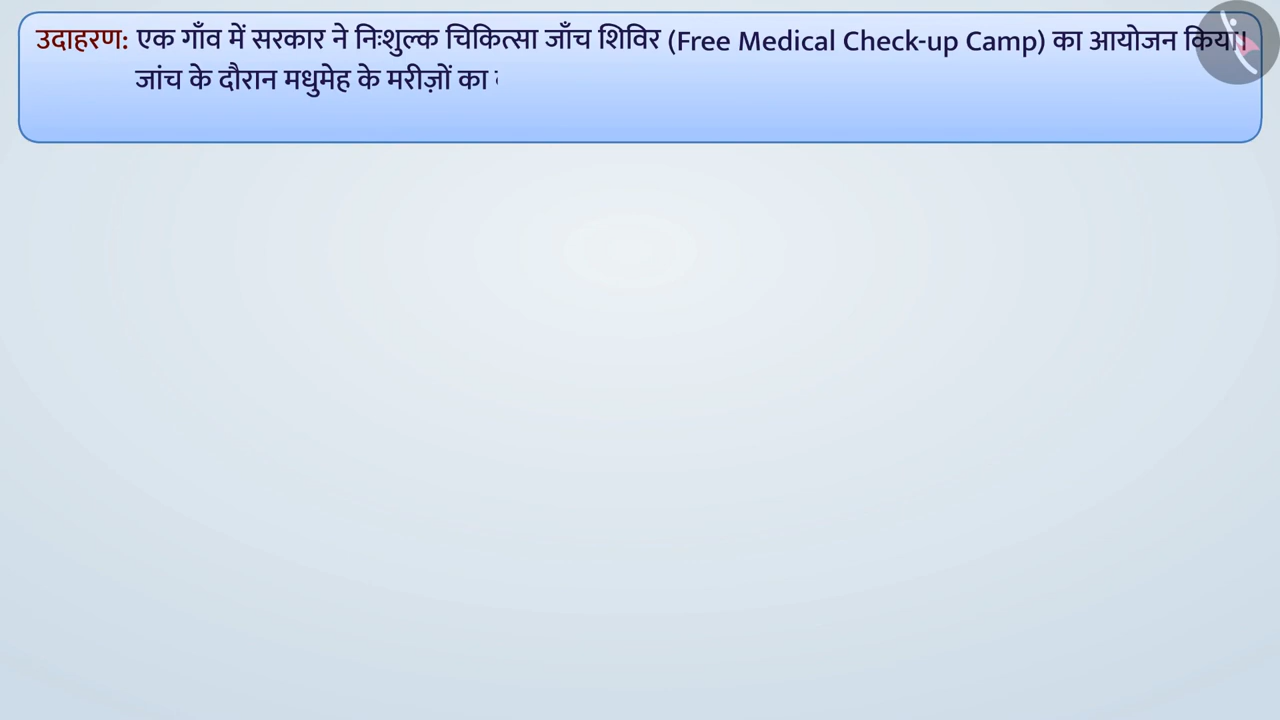 उदाहरण: एक गाँव में सरकार ने निःशुल्क चिकित्सा जाँच शिविर (Free Medical Check-up Camp) का आयोजन किया।
जांच के दौरान मधुमेह के मरीज़ों का